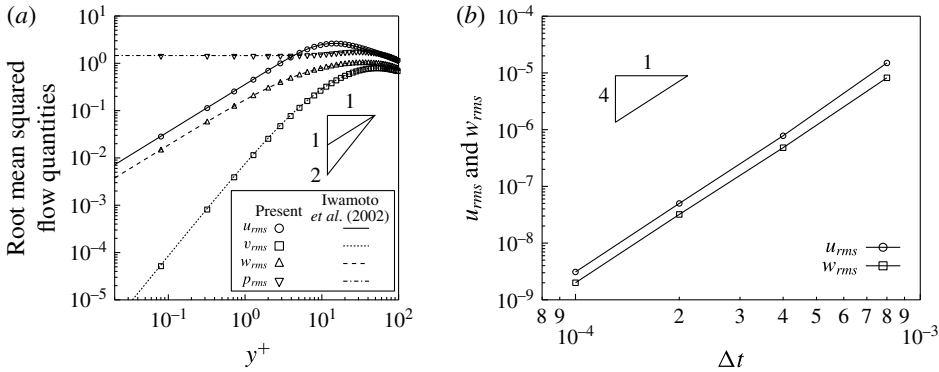 (a)
Root mean squared
flow quantities
10^1
10^0
10^-1
10^-2
10^-3
10^-4
10^-5
10^-1
10^0
10^1
10^2
y^+
1
1
2
Present
Iwamoto
et al. (2002)
u_rms
v_rms
w_rms
p_rms
(b)
u_rms and w_rms
10^-4
10^-5
10^-6
10^-7
10^-8
10^-9
1
4
u_rms
w_rms
8 9
10^-4
2 3 4 5 6 7 8 9
10^-3
Δt